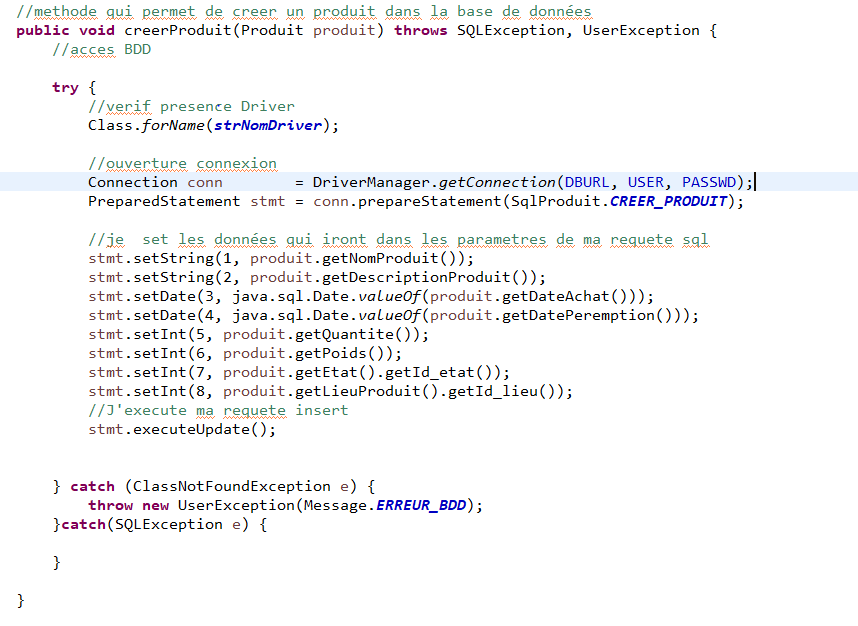 //methode qui permet de creer un produit dans la base de données
public void creerProduit(Produit produit) throws SQLException, UserException {
//acces BDD
try {
//verif presence Driver
Class.forName(strNomDriver);
//ouverture connexion
Connection conn        = DriverManager.getConnection(DBURL, USER, PASSWD);
PreparedStatement stmt = conn.prepareStatement(SqlProduit.CREER_PRODUIT);
//je  set les données qui iront dans les parametres de ma requete sql
stmt.setString(1, produit.getNomProduit());
stmt.setString(2, produit.getDescriptionProduit());
stmt.setDate(3, java.sql.Date.valueOf(produit.getDateAchat()));
stmt.setDate(4, java.sql.Date.valueOf(produit.getDatePeremption()));
stmt.setInt(5, produit.getQuantite());
stmt.setInt(6, produit.getPoids());
stmt.setInt(7, produit.getEtat().getId_etat());
stmt.setInt(8, produit.getLieuProduit().getId_lieu());
//J'execute ma requete insert
stmt.executeUpdate();
} catch (ClassNotFoundException e) {
throw new UserException(Message.ERREUR_BDD);
}catch(SQLException e) {
}
}